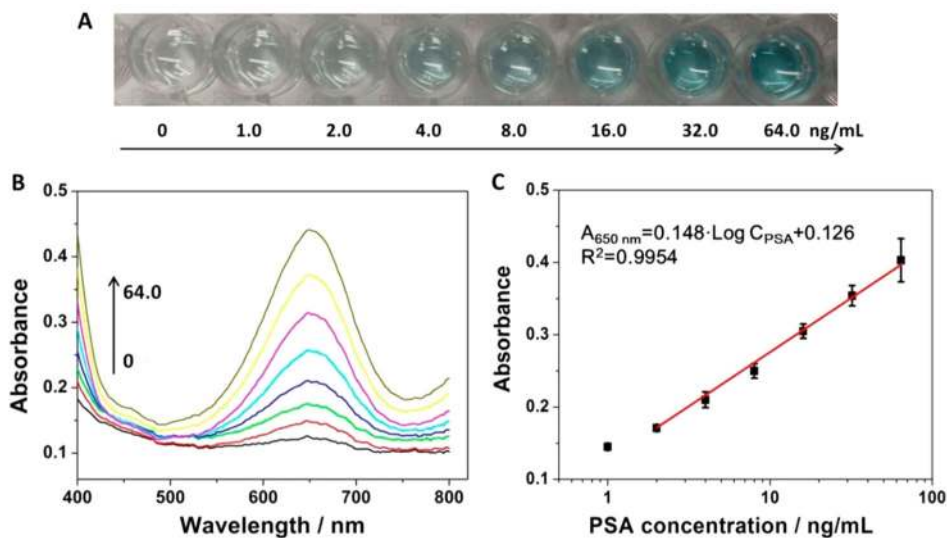 A
0 1.0 2.0 4.0 8.0 16.0 32.0 64.0 ng/mL
B
0.5
0.4
0.3
0.2
0.1
Absorbance
64.0
0
400 500 600 700 800
Wavelength / nm
C
0.5
0.4
0.3
0.2
0.1
Absorbance
A650 nm=0.148·Log CPSA+0.126
R²=0.9954
1 10 100
PSA concentration / ng/mL